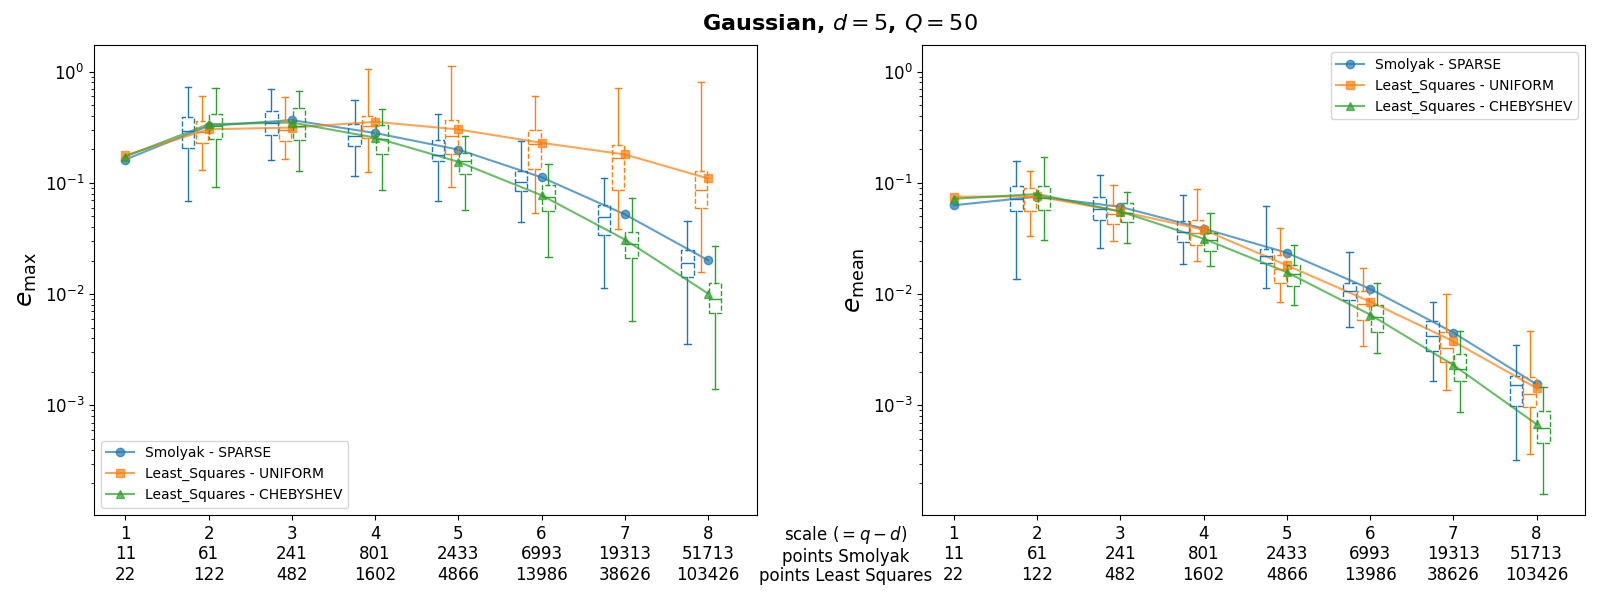 Gaussian, d = 5, Q = 50
10⁰
10⁻¹
10⁻²
10⁻³
e_max
Smolyak - SPARSE
Least_Squares - UNIFORM
Least_Squares - CHEBYSHEV
1 2 3 4 5 6 7 8
11 61 241 801 2433 6993 19313 51713
22 122 482 1602 4866 13986 38626 103426
scale (= q − d)
points Smolyak
points Least Squares
10⁰
10⁻¹
10⁻²
10⁻³
e_mean
Smolyak - SPARSE
Least_Squares - UNIFORM
Least_Squares - CHEBYSHEV
1 2 3 4 5 6 7 8
11 61 241 801 2433 6993 19313 51713
22 122 482 1602 4866 13986 38626 103426